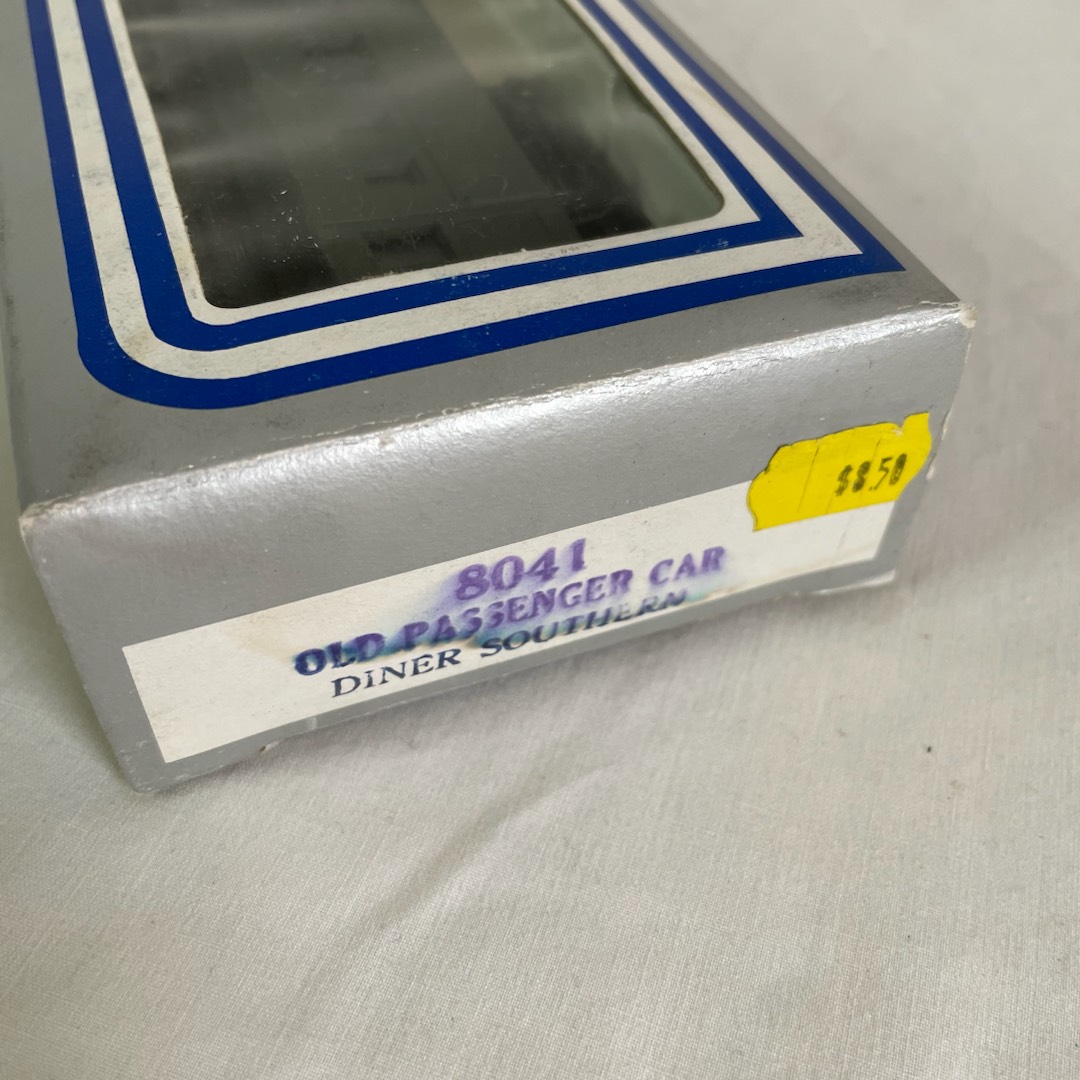 $8.50
8041
OLD PASSENGER CAR
DINER SOUTHERN